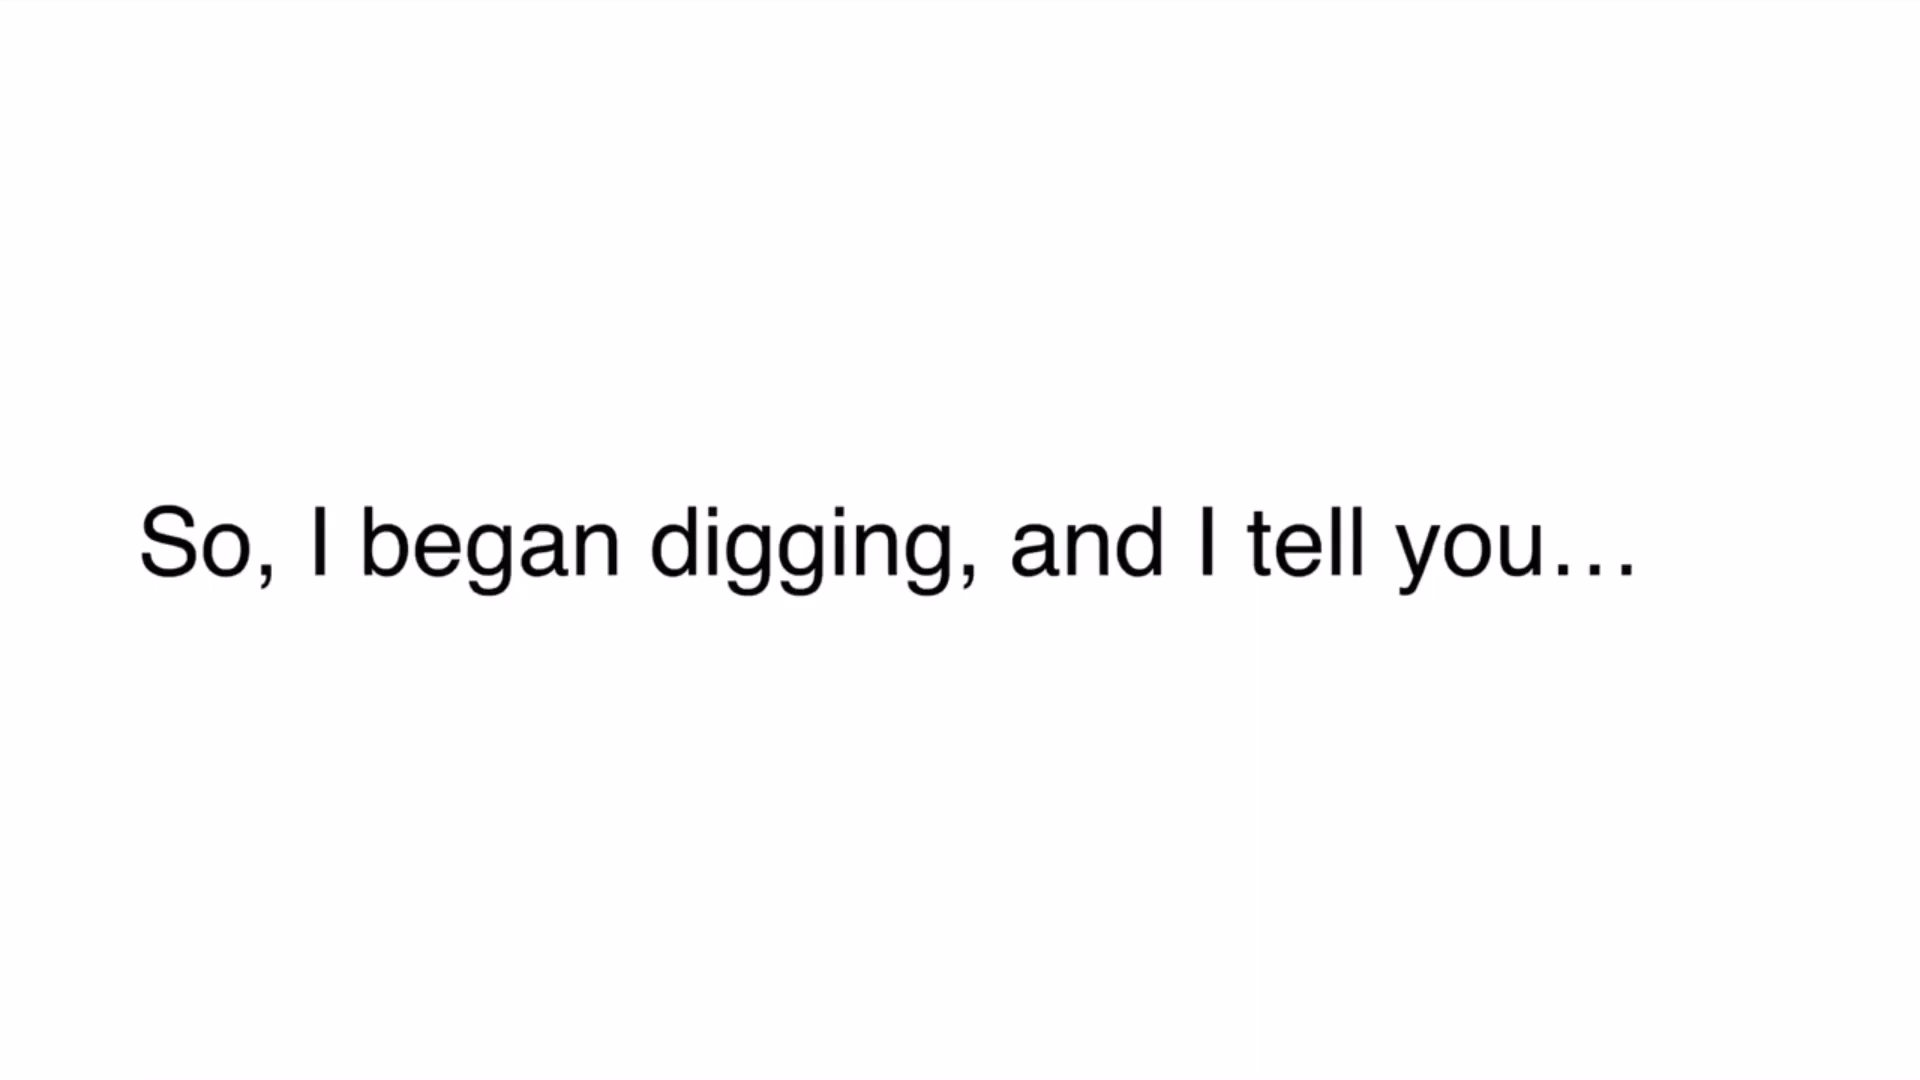 So, I began digging, and I tell you…